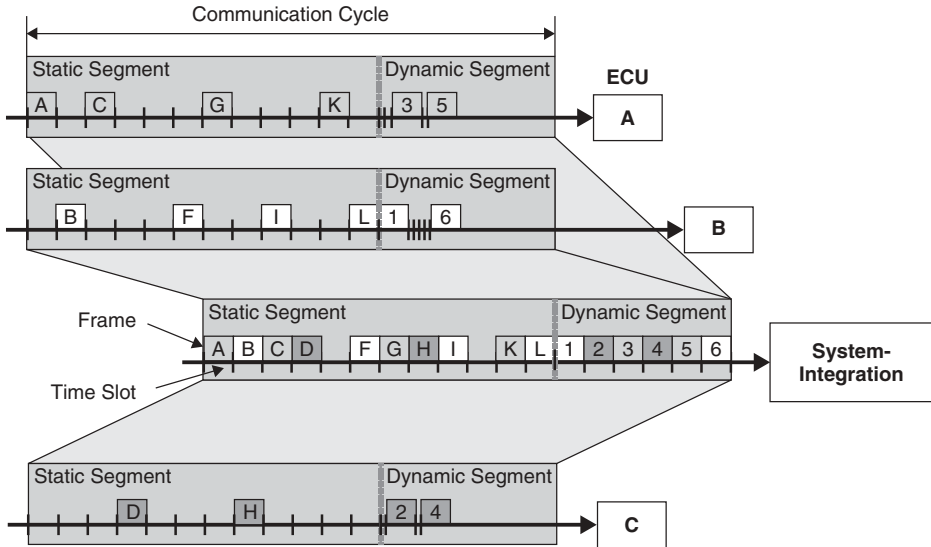 Communication Cycle
Static Segment Dynamic Segment
ECU
A C G K 3 5
A
Static Segment Dynamic Segment
B F I L 1 6
B
Static Segment Dynamic Segment
Frame
A B C D F G H I K L 1 2 3 4 5 6
System-
Integration
Time Slot
Static Segment Dynamic Segment
D H 2 4
C